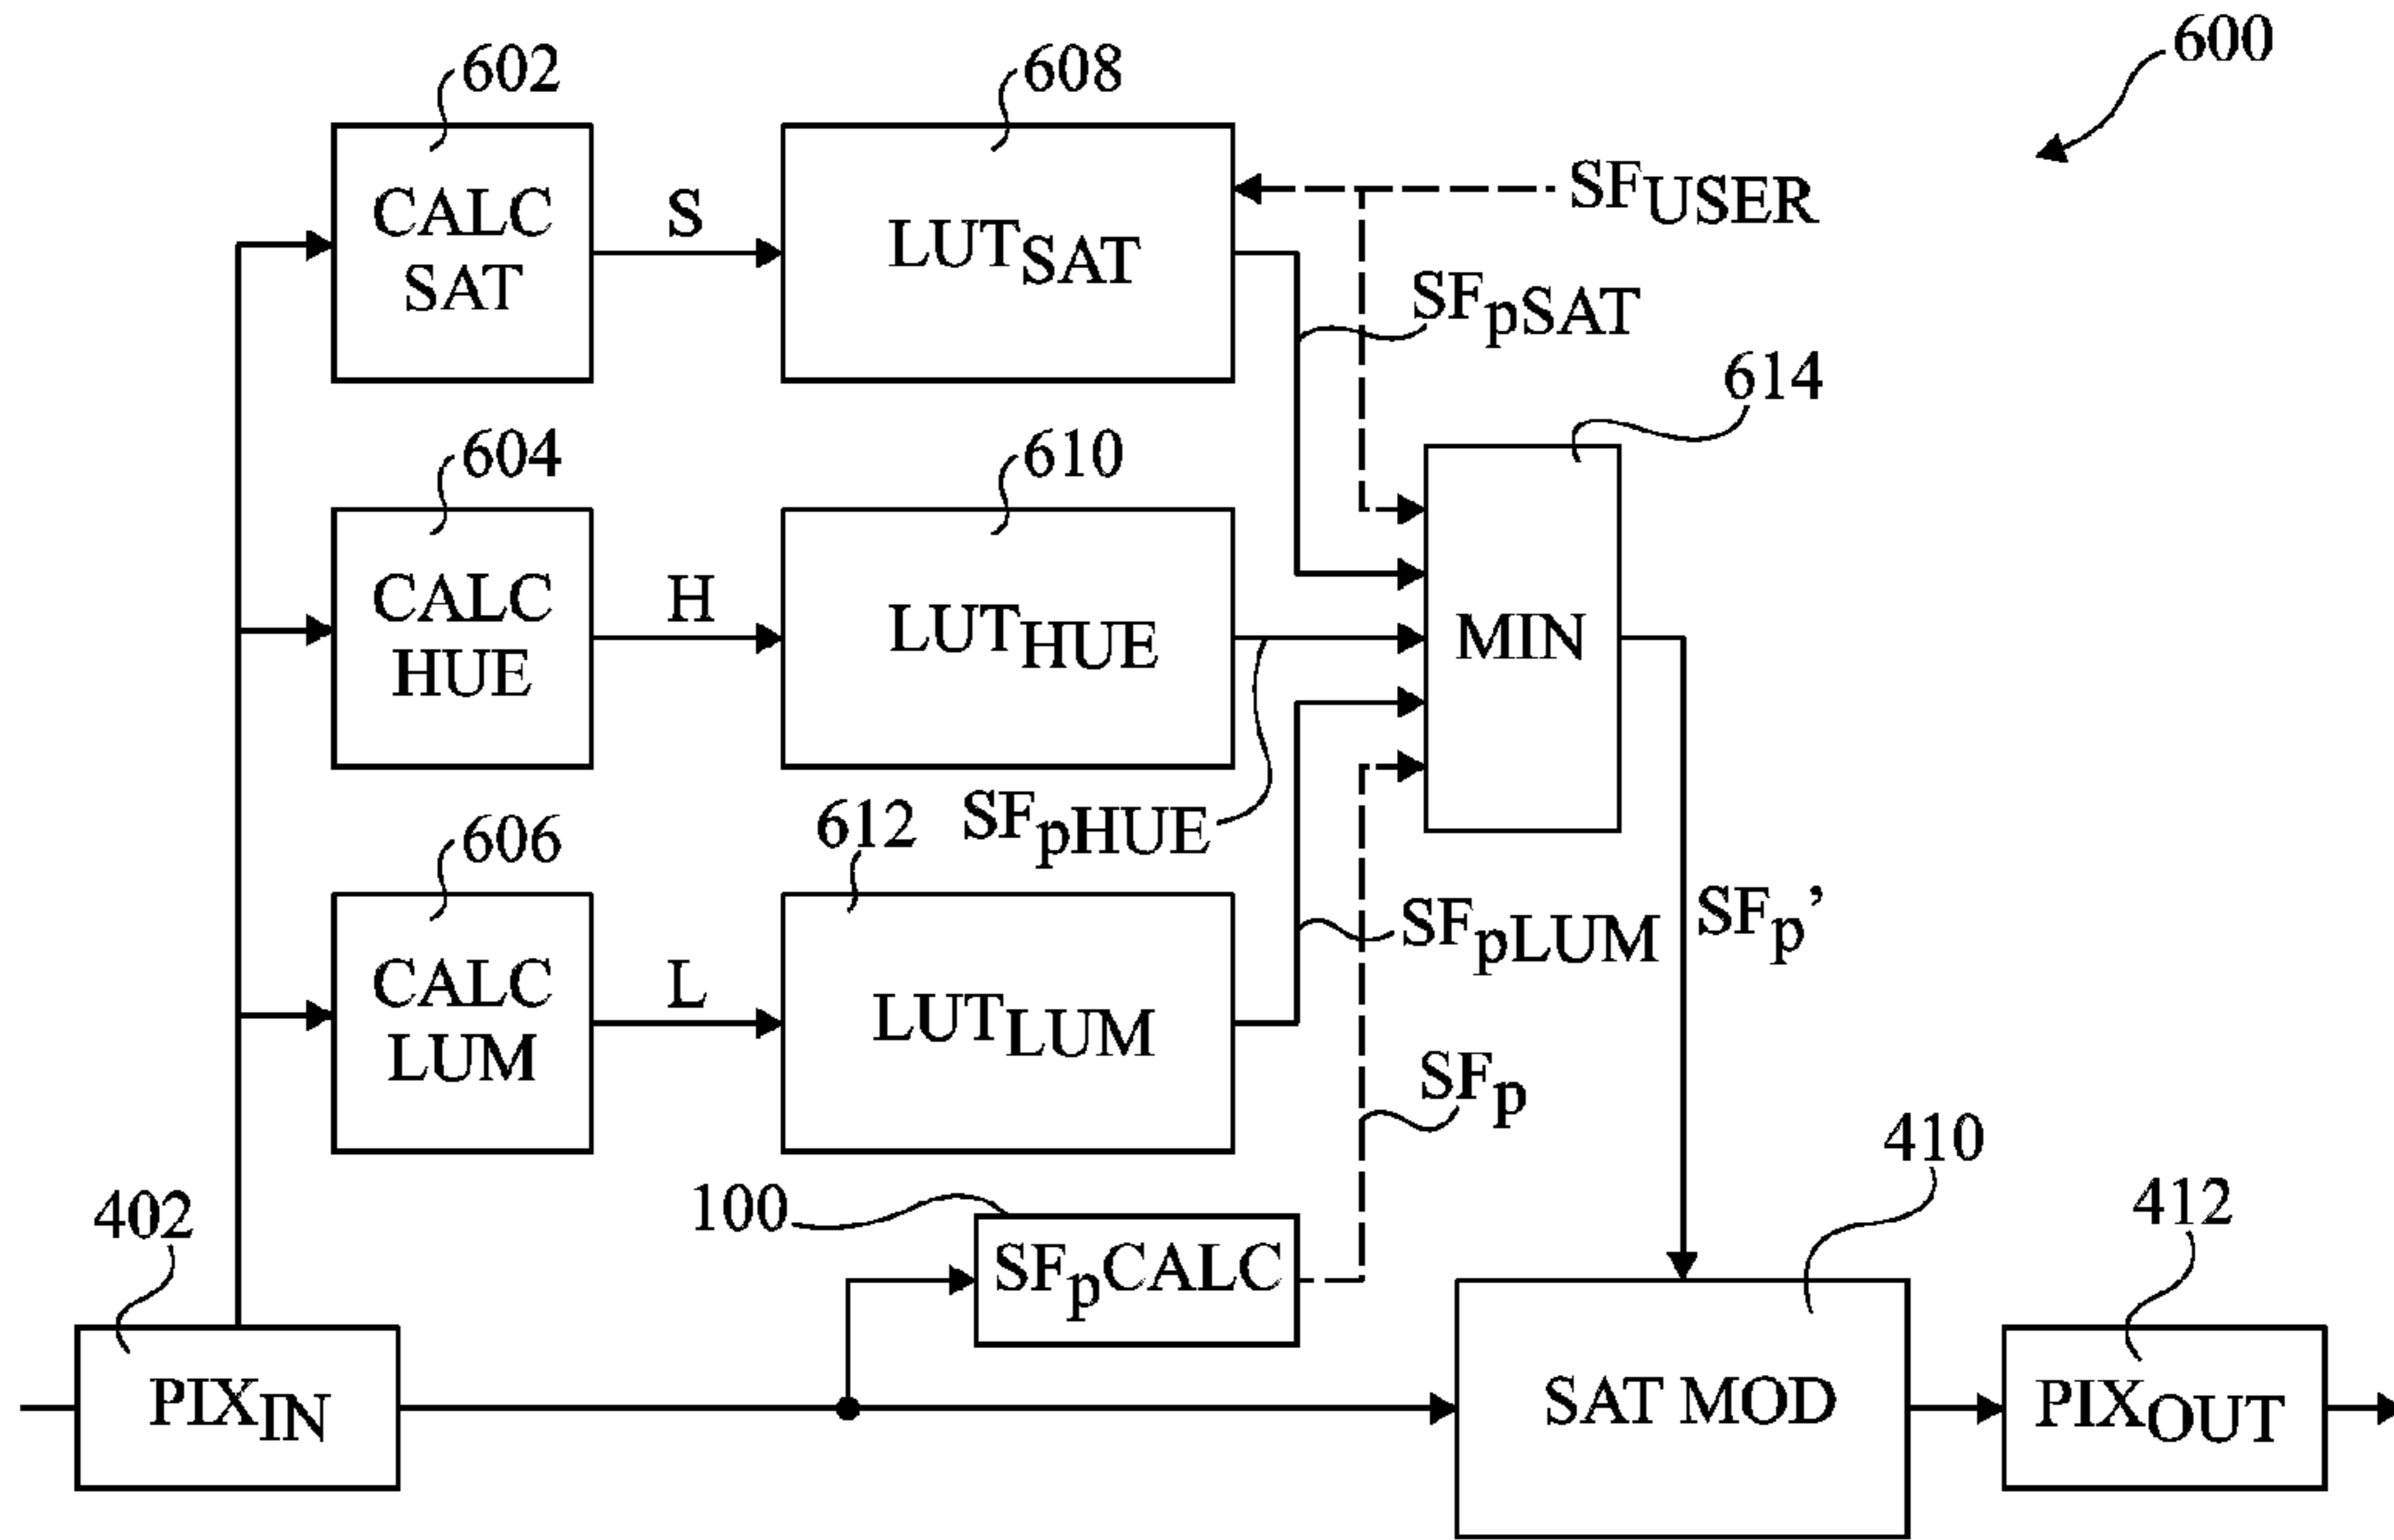 600
602
608
CALC
SAT
S
LUTSAT
SFUSER
SFpSAT
614
604
610
CALC
HUE
H
LUTHUE
MIN
SFpHUE
606
612
CALC
LUM
L
LUTLUM
SFpLUM
SFp’
SFp
402
100
SFpCALC
410
412
PIXIN
SAT MOD
PIXOUT